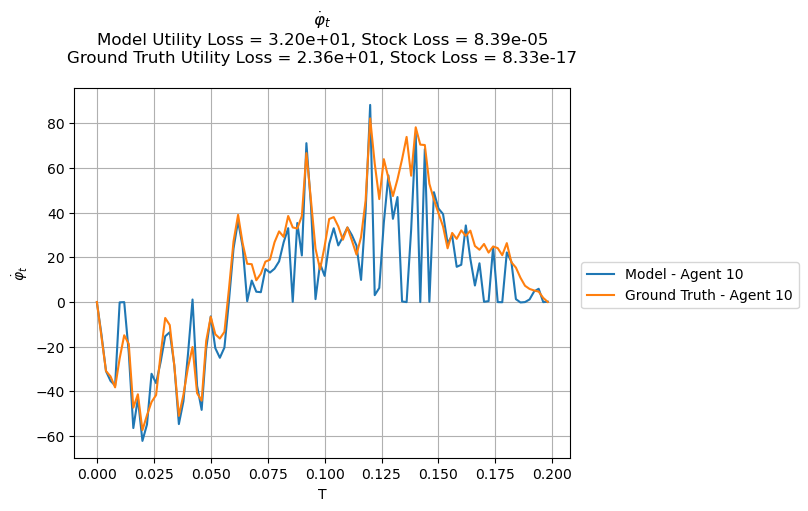 φ̇ₜ
Model Utility Loss = 3.20e+01, Stock Loss = 8.39e-05
Ground Truth Utility Loss = 2.36e+01, Stock Loss = 8.33e-17
80
60
40
20
0
−20
−40
−60
φ̇ₜ
0.000 0.025 0.050 0.075 0.100 0.125 0.150 0.175 0.200
T
Model - Agent 10
Ground Truth - Agent 10